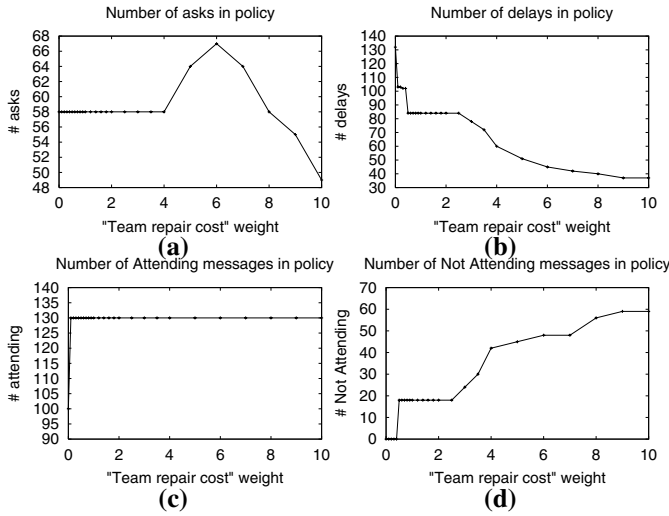 Number of asks in policy
68
66
64
62
60
58
56
54
52
50
48
# asks
0 2 4 6 8 10
"Team repair cost" weight
(a)
Number of delays in policy
140
130
120
110
100
90
80
70
60
50
40
30
# delays
0 2 4 6 8 10
"Team repair cost" weight
(b)
Number of Attending messages in policy
140
135
130
125
120
115
110
105
100
95
90
# attending
0 2 4 6 8 10
"Team repair cost" weight
(c)
Number of Not Attending messages in policy
70
60
50
40
30
20
10
0
# Not Attending
0 2 4 6 8 10
"Team repair cost" weight
(d)